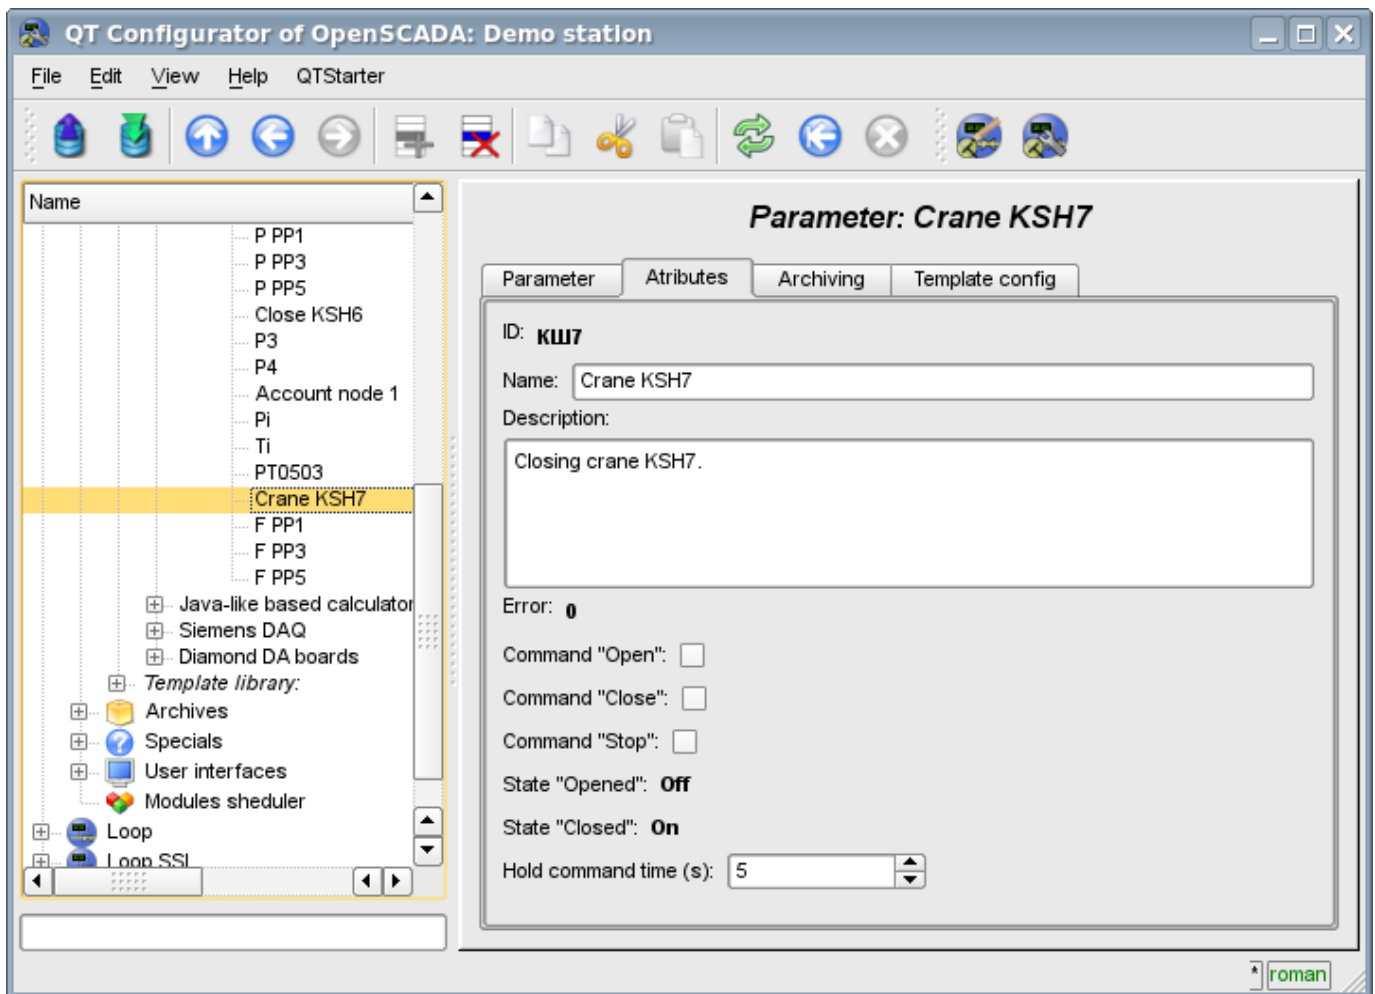 QT Configurator of OpenSCADA: Demo station
File Edit View Help QTStarter
Name
P PP1
P PP3
P PP5
Close KSH6
P3
P4
Account node 1
Pi
Ti
PT0503
Crane KSH7
F PP1
F PP3
F PP5
Java-like based calculator
Siemens DAQ
Diamond DA boards
Template library:
Archives
Specials
User interfaces
Modules sheduler
Loop
Loop SSL
Parameter: Crane KSH7
Parameter Atributes Archiving Template config
ID: КШ7
Name: Crane KSH7
Description:
Closing crane KSH7.
Error: 0
Command "Open":
Command "Close":
Command "Stop":
State "Opened": Off
State "Closed": On
Hold command time (s): 5
* roman